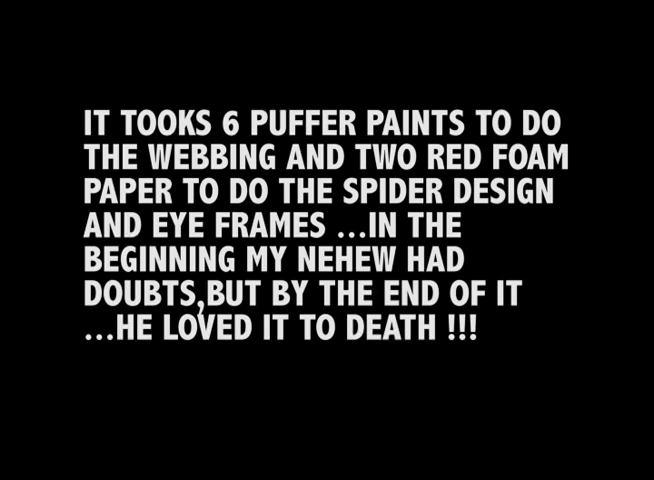 IT TOOKS 6 PUFFER PAINTS TO DO
THE WEBBING AND TWO RED FOAM
PAPER TO DO THE SPIDER DESIGN
AND EYE FRAMES ...IN THE
BEGINNING MY NEHEW HAD
DOUBTS,BUT BY THE END OF IT
...HE LOVED IT TO DEATH !!!